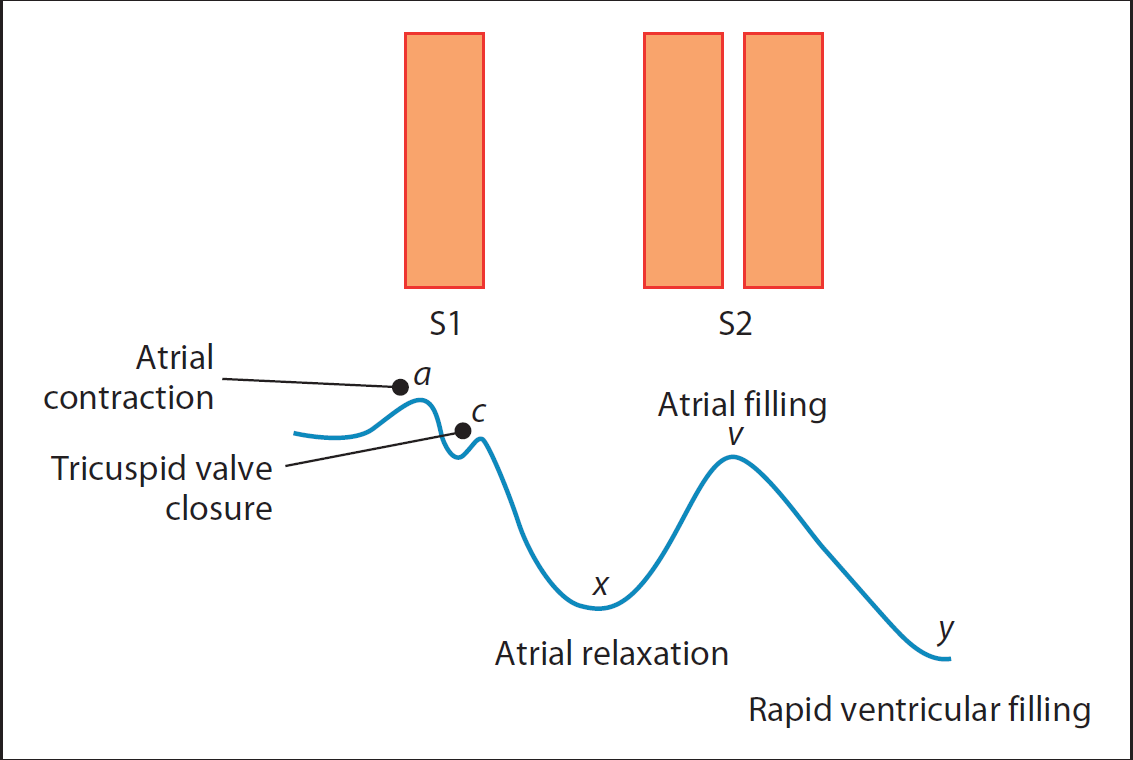 S1
S2
Atrial
contraction
a
c
Atrial filling
v
Tricuspid valve
closure
x
y
Atrial relaxation
Rapid ventricular filling